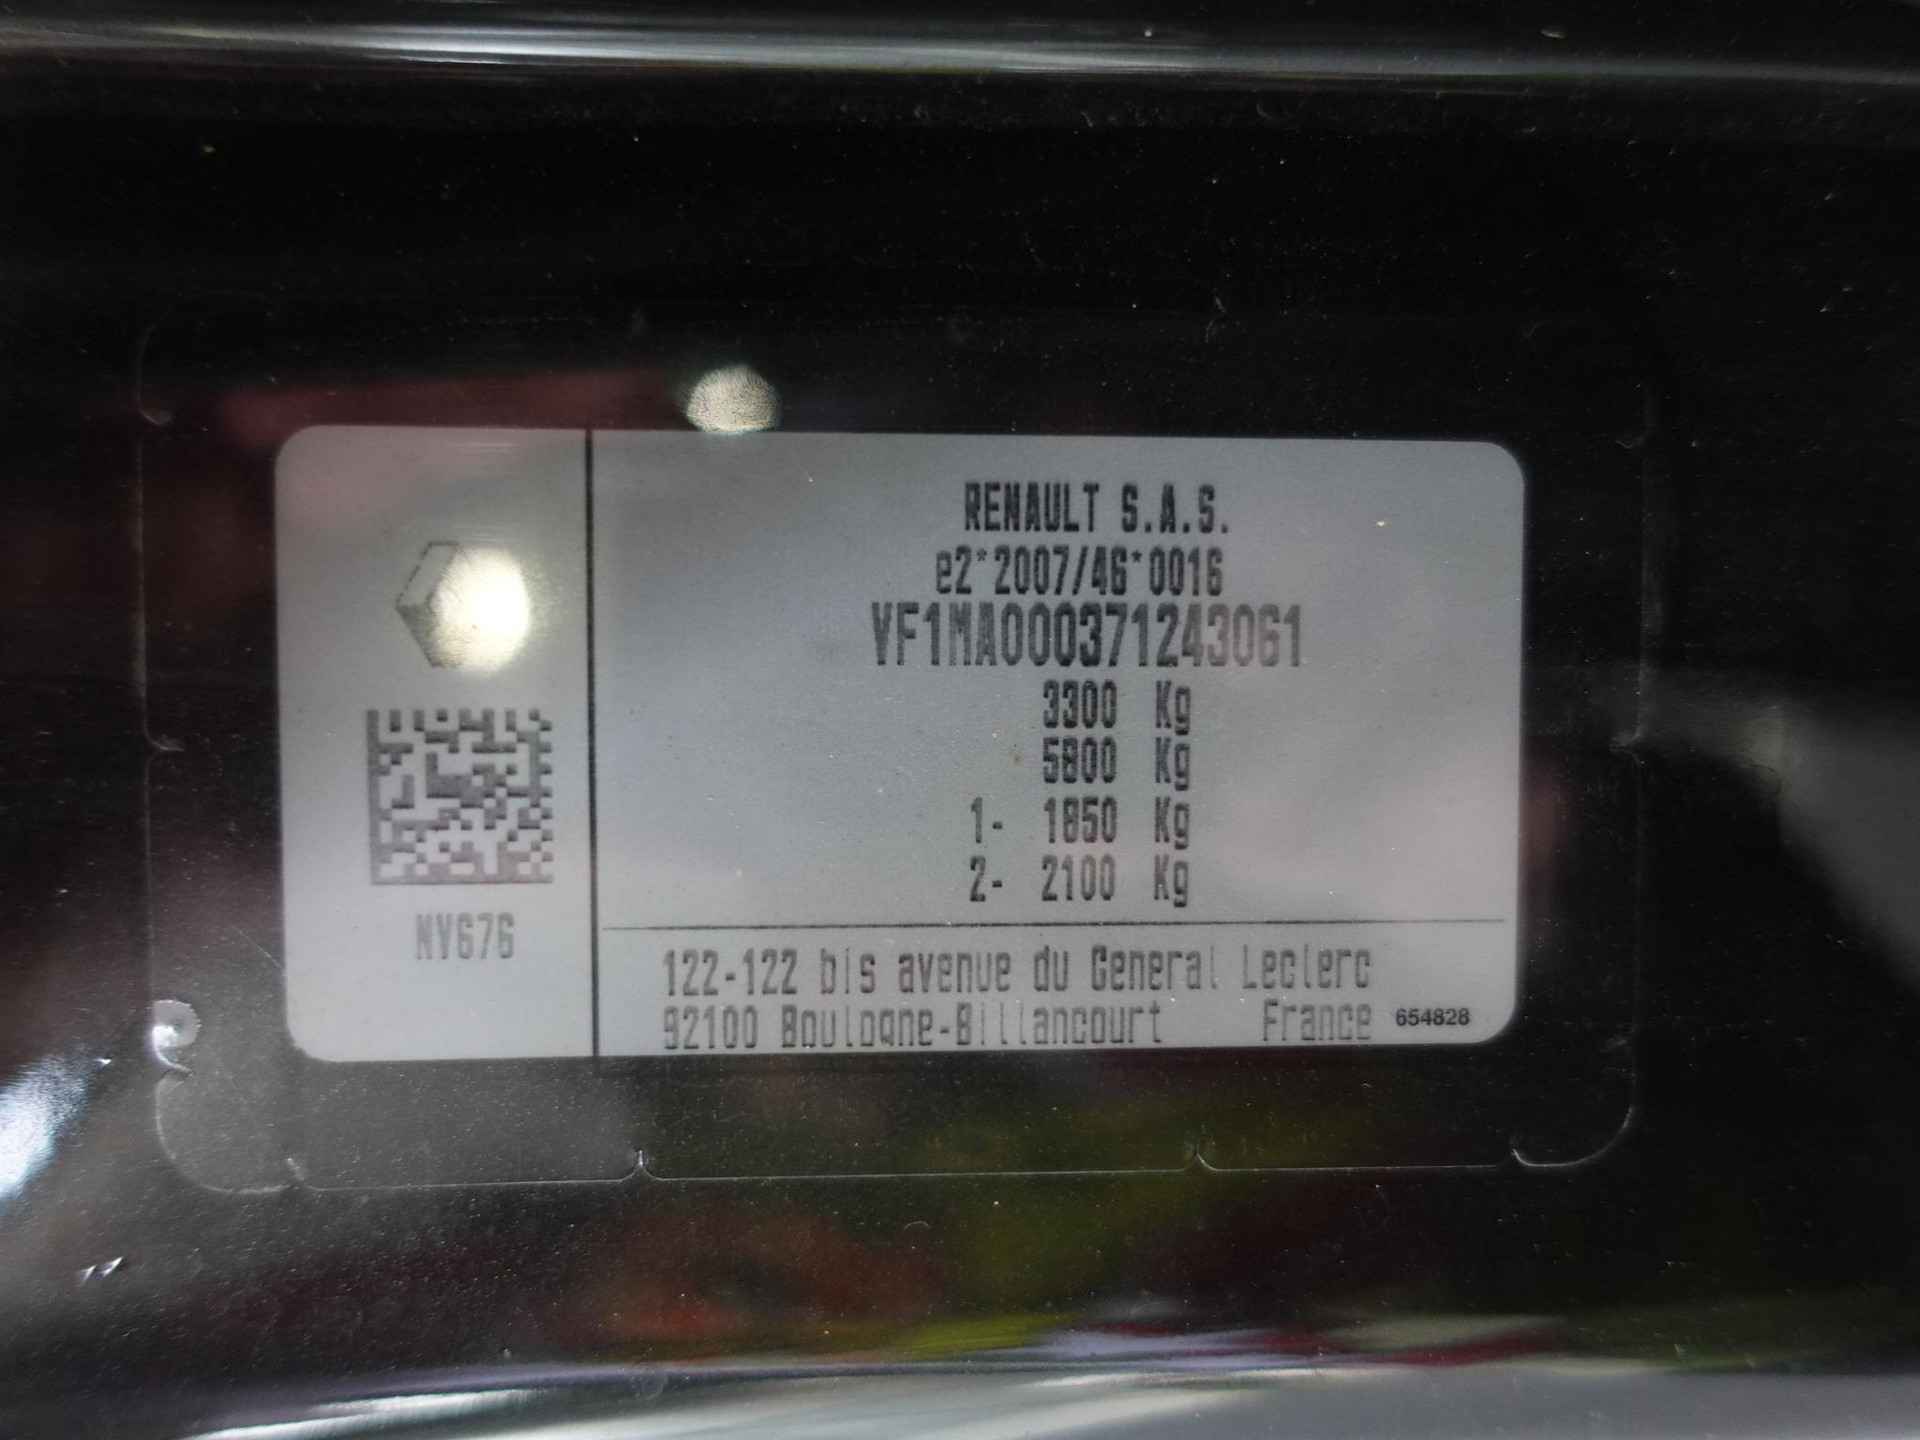 RENAULT S.A.S.
e2*2007/46*0016
VF1MA000371243061
3300 Kg
5800 Kg
1- 1850 Kg
2- 2100 Kg
NV676
122-122 bis avenue du General Leclerc
92100 Boulogne-Billancourt France 654828